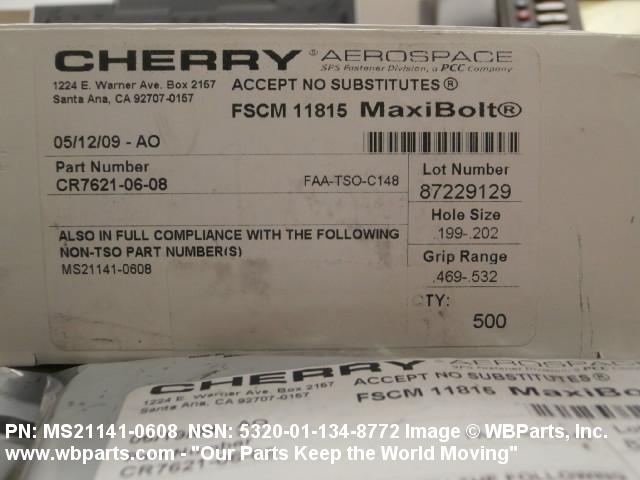 CHERRY® AEROSPACE
SPS Fastener Division, a PCC Company
1224 E. Warner Ave. Box 2157
Santa Ana, CA 92707-0157
ACCEPT NO SUBSTITUTES®
FSCM 11815 MaxiBolt®
05/12/09 - AO
Part Number
CR7621-06-08
FAA-TSO-C148
Lot Number
87229129
Hole Size
.199-.202
Grip Range
.469-.532
ALSO IN FULL COMPLIANCE WITH THE FOLLOWING
NON-TSO PART NUMBER(S)
MS21141-0608
QTY:
500
CHERRY® AEROSPACE
1224 E. Warner Ave. Box 2157
Santa Ana, CA 92707-0157
ACCEPT NO SUBSTITUTES®
FSCM 11815 MaxiBol
PN: MS21141-0608 NSN: 5320-01-134-8772 Image © WBParts, Inc.
www.wbparts.com - "Our Parts Keep the World Moving"